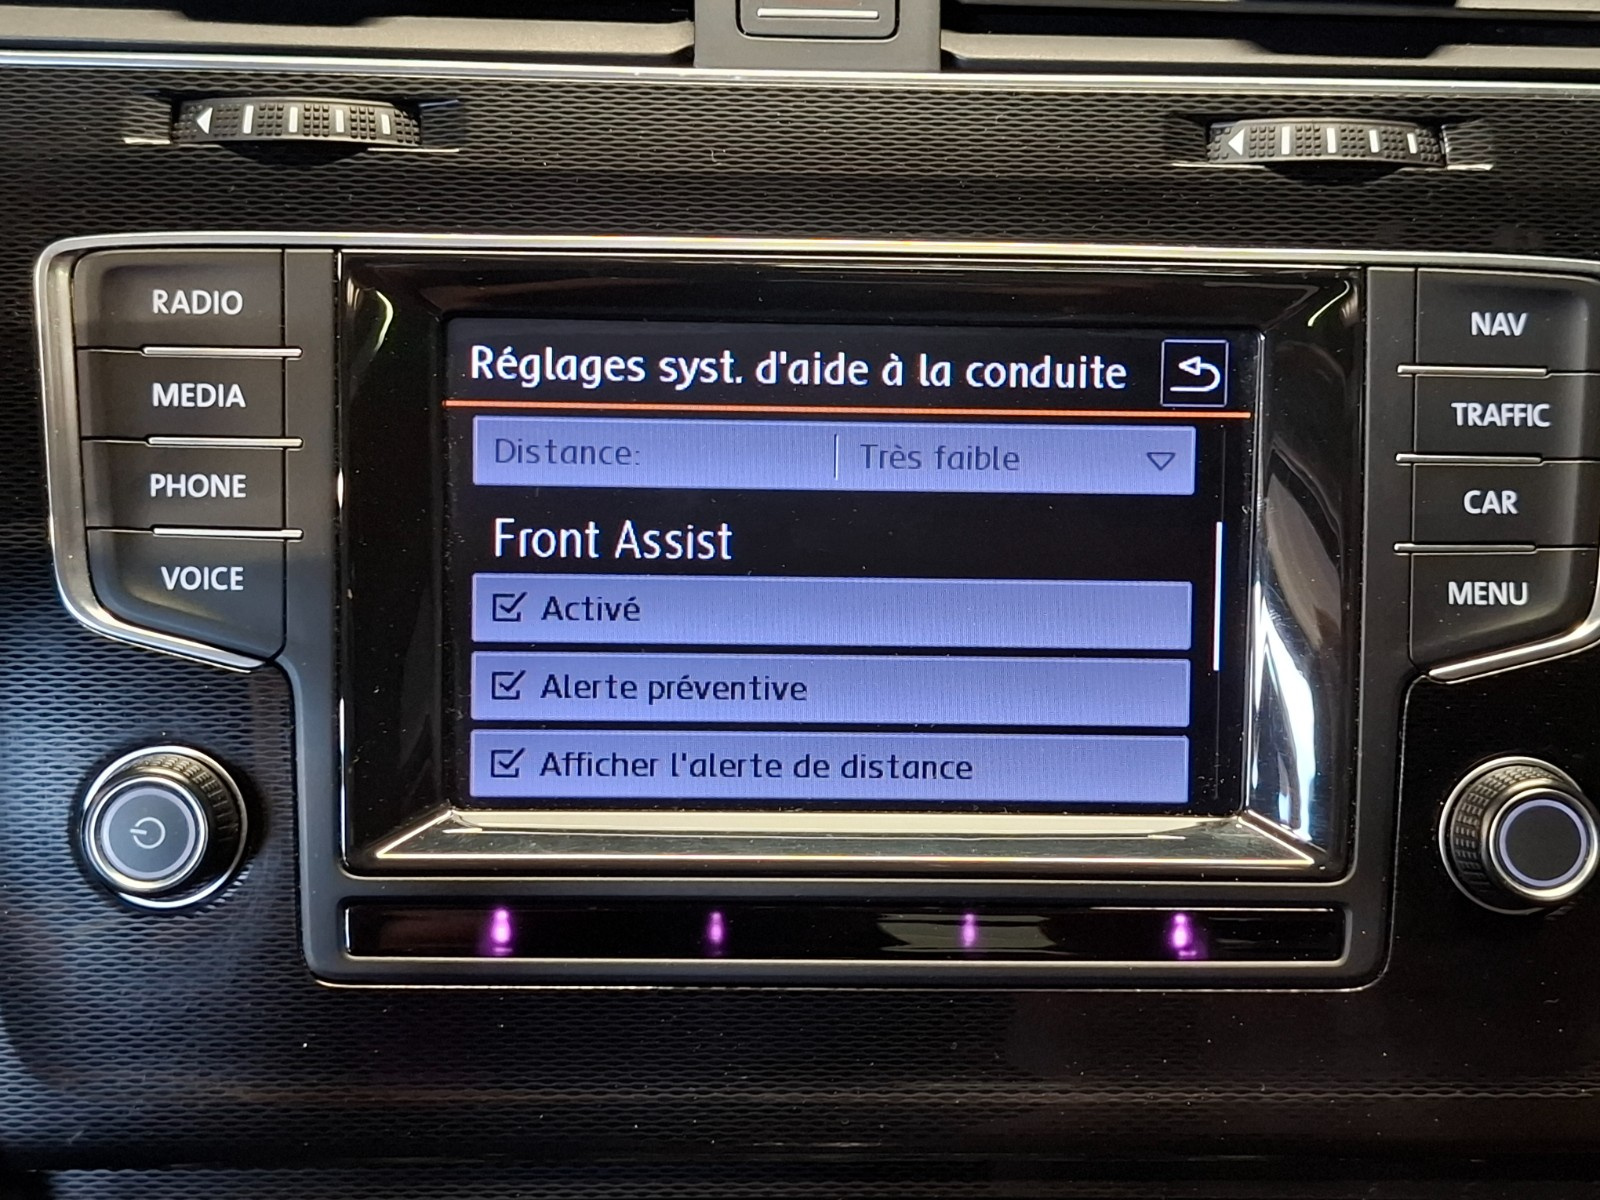 RADIO
MEDIA
PHONE
VOICE
Réglages syst. d'aide à la conduite
Distance: Très faible
Front Assist
Activé
Alerte préventive
Afficher l'alerte de distance
NAV
TRAFFIC
CAR
MENU